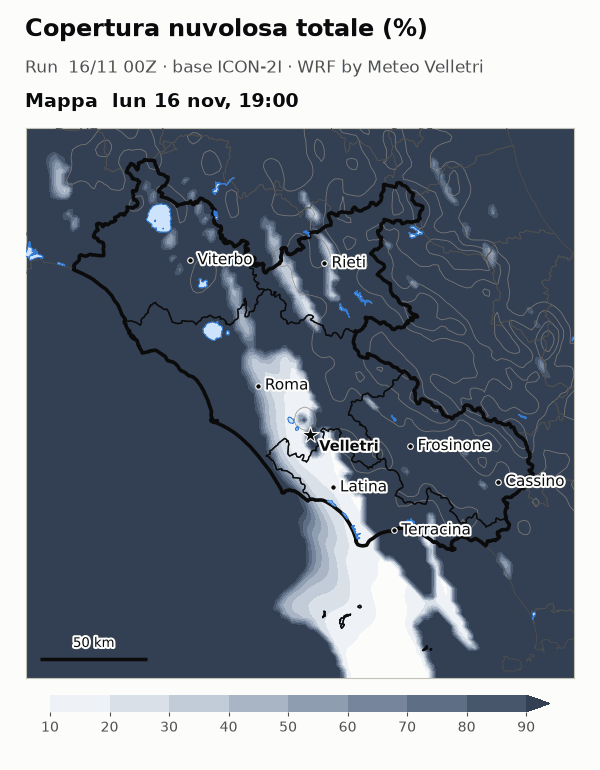 Copertura nuvolosa totale (%)
Run 16/11 00Z · base ICON-2I · WRF by Meteo Velletri
Mappa lun 16 nov, 19:00
Viterbo
Rieti
Roma
Velletri
Frosinone
Cassino
Latina
Terracina
50 km
10 20 30 40 50 60 70 80 90